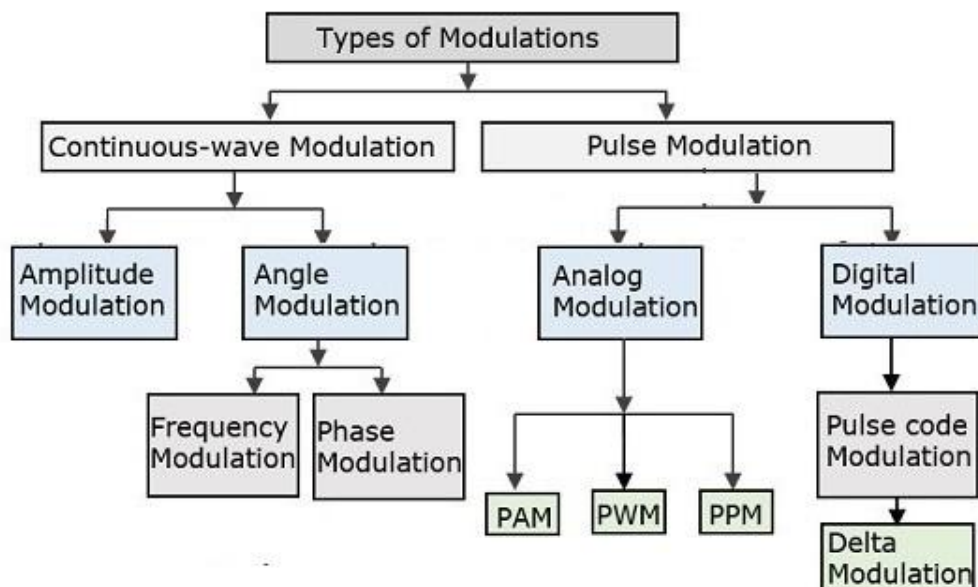 Types of Modulations
Continuous-wave Modulation
Pulse Modulation
Amplitude
Modulation
Angle
Modulation
Analog
Modulation
Digital
Modulation
Frequency
Modulation
Phase
Modulation
Pulse code
Modulation
PAM
PWM
PPM
Delta
Modulation